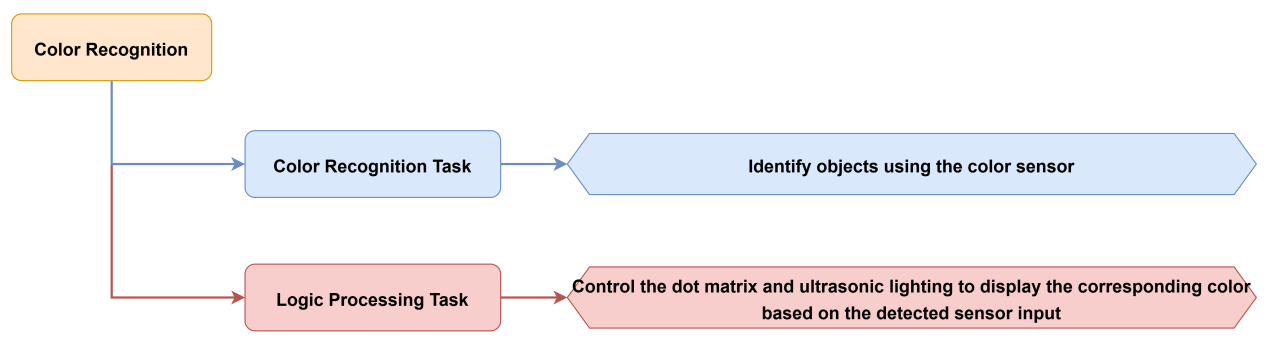 Color Recognition
Color Recognition Task
Identify objects using the color sensor
Logic Processing Task
Control the dot matrix and ultrasonic lighting to display the corresponding color
based on the detected sensor input